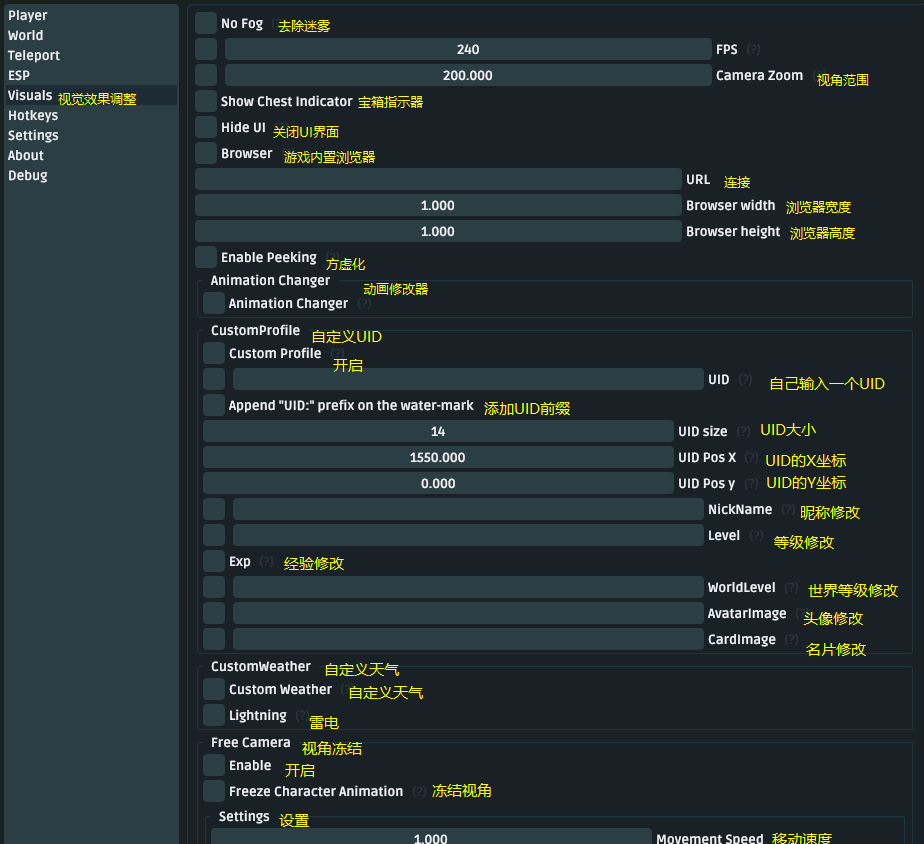 Player
World
Teleport
ESP
Visuals 视觉效果调整
Hotkeys
Settings
About
Debug
No Fog (?) 去除迷雾
240 FPS (?)
200.000 Camera Zoom 视角范围
Show Chest Indicator 宝箱指示器
Hide UI 关闭UI界面
Browser 游戏内置浏览器
URL 连接
1.000 Browser width 浏览器宽度
1.000 Browser height 浏览器高度
Enable Peeking 方虚化
Animation Changer 动画修改器
Animation Changer (?)
CustomProfile 自定义UID
Custom Profile (?) 开启
UID (?) 自己输入一个UID
Append "UID:" prefix on the water-mark 添加UID前缀
14 UID size (?) UID大小
1550.000 UID Pos X (?) UID的X坐标
0.000 UID Pos y (?) UID的Y坐标
NickName (?) 昵称修改
Level (?) 等级修改
Exp (?) 经验修改
WorldLevel (?) 世界等级修改
AvatarImage (?) 头像修改
CardImage (?) 名片修改
CustomWeather 自定义天气
Custom Weather (?) 自定义天气
Lightning (?) 雷电
Free Camera 视角冻结
Enable 开启
Freeze Character Animation (?) 冻结视角
Settings 设置
1.000 Movement Speed 移动速度